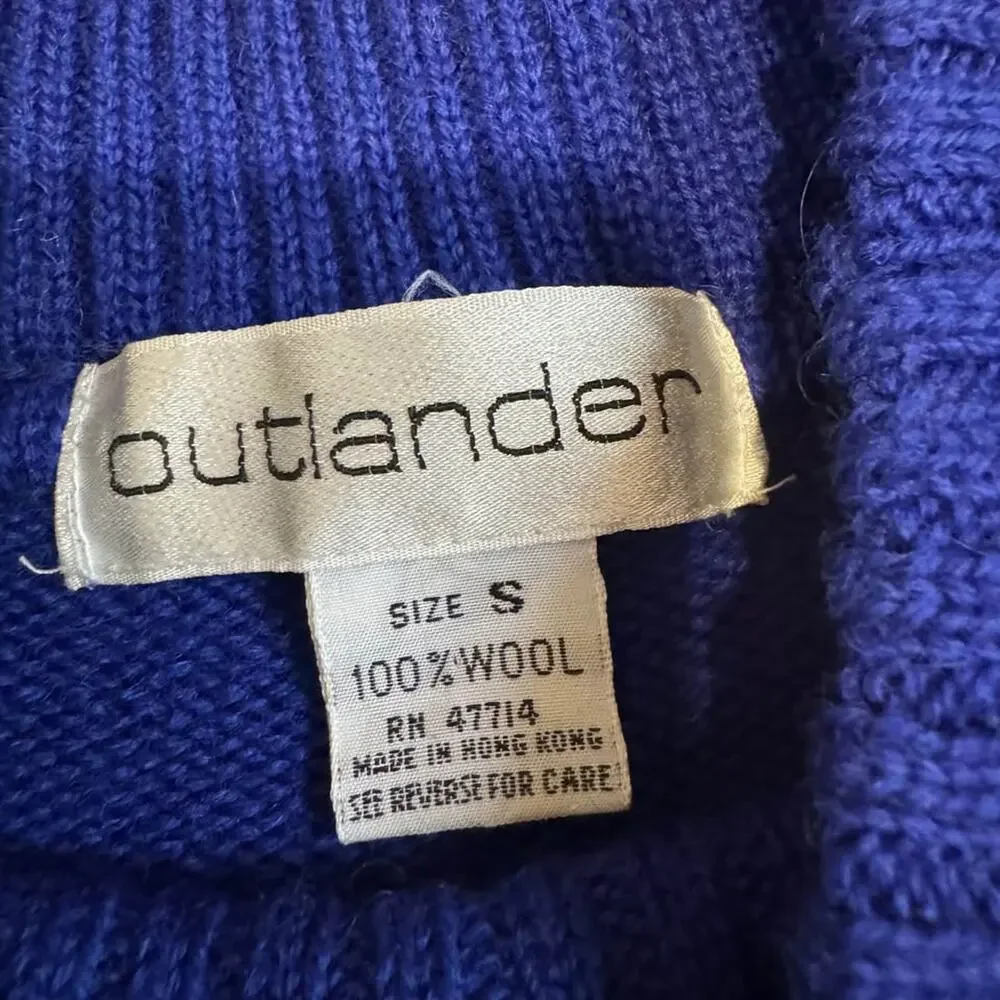 outlander
SIZE S
100% WOOL
RN 47714
MADE IN HONG KONG
SEE REVERSE FOR CARE